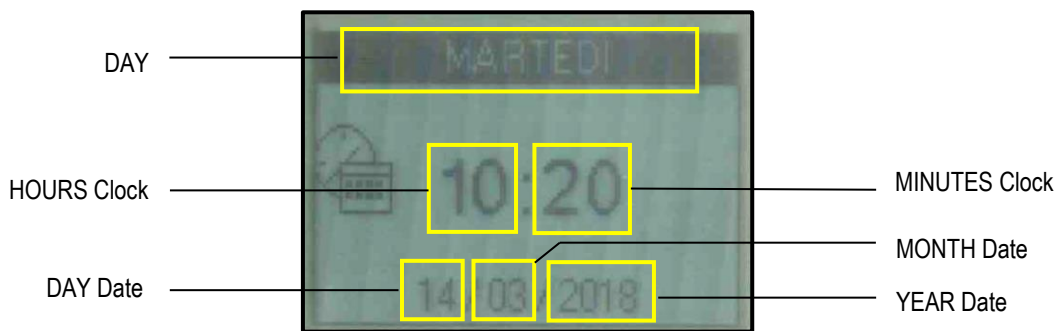 DAY
MARTEDI
HOURS Clock
10:20
MINUTES Clock
MONTH Date
DAY Date
14/03/2018
YEAR Date